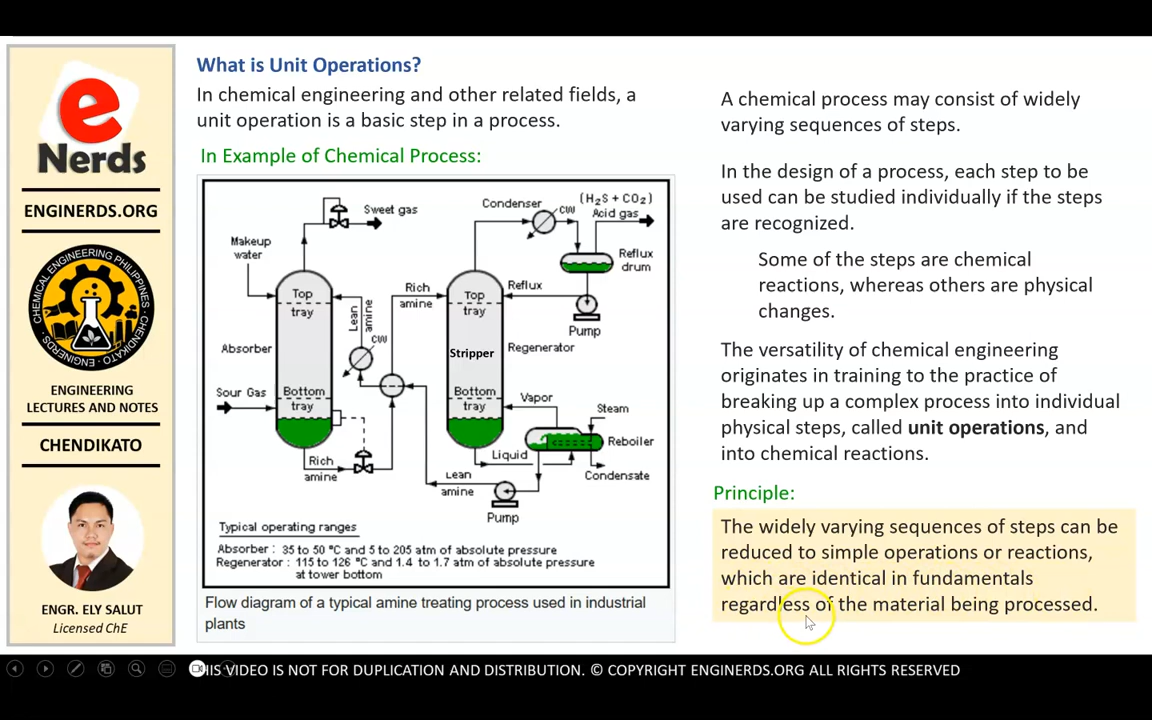 e
Nerds
ENGINERDS.ORG
CHEMICAL ENGINEERING PHILIPPINES
CHENDIKATO - ENGINERDS
ENGINEERING
LECTURES AND NOTES
CHENDIKATO
ENGR. ELY SALUT
Licensed ChE
What is Unit Operations?
In chemical engineering and other related fields, a
unit operation is a basic step in a process.
In Example of Chemical Process:
Sweet gas
Makeup
water
Top
tray
Absorber
Sour Gas
Bottom
tray
Rich
amine
Lean
amine
CW
Rich
amine
Condenser
CW
(H₂S + CO₂)
Acid gas
Reflux
drum
Reflux
Pump
Top
tray
Stripper
Regenerator
Bottom
tray
Vapor
Steam
Reboiler
Liquid
Condensate
Lean
amine
Pump
Typical operating ranges
Absorber : 35 to 50 °C and 5 to 205 atm of absolute pressure
Regenerator : 115 to 126 °C and 1.4 to 1.7 atm of absolute pressure
at tower bottom
Flow diagram of a typical amine treating process used in industrial
plants
A chemical process may consist of widely
varying sequences of steps.
In the design of a process, each step to be
used can be studied individually if the steps
are recognized.
Some of the steps are chemical
reactions, whereas others are physical
changes.
The versatility of chemical engineering
originates in training to the practice of
breaking up a complex process into individual
physical steps, called unit operations, and
into chemical reactions.
Principle:
The widely varying sequences of steps can be
reduced to simple operations or reactions,
which are identical in fundamentals
regardless of the material being processed.
HIS VIDEO IS NOT FOR DUPLICATION AND DISTRIBUTION. © COPYRIGHT ENGINERDS.ORG ALL RIGHTS RESERVED